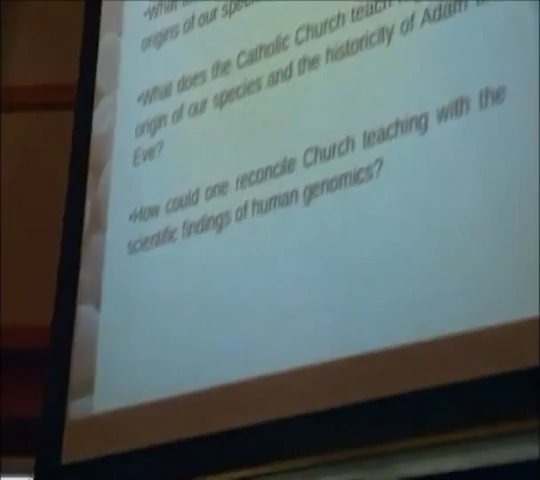 •What
origins of our
•What does the Catholic Church teach
origin of our species and the historicity of Adam
Eve?
•How could one reconcile Church teaching with the
scientific findings of human genomics?